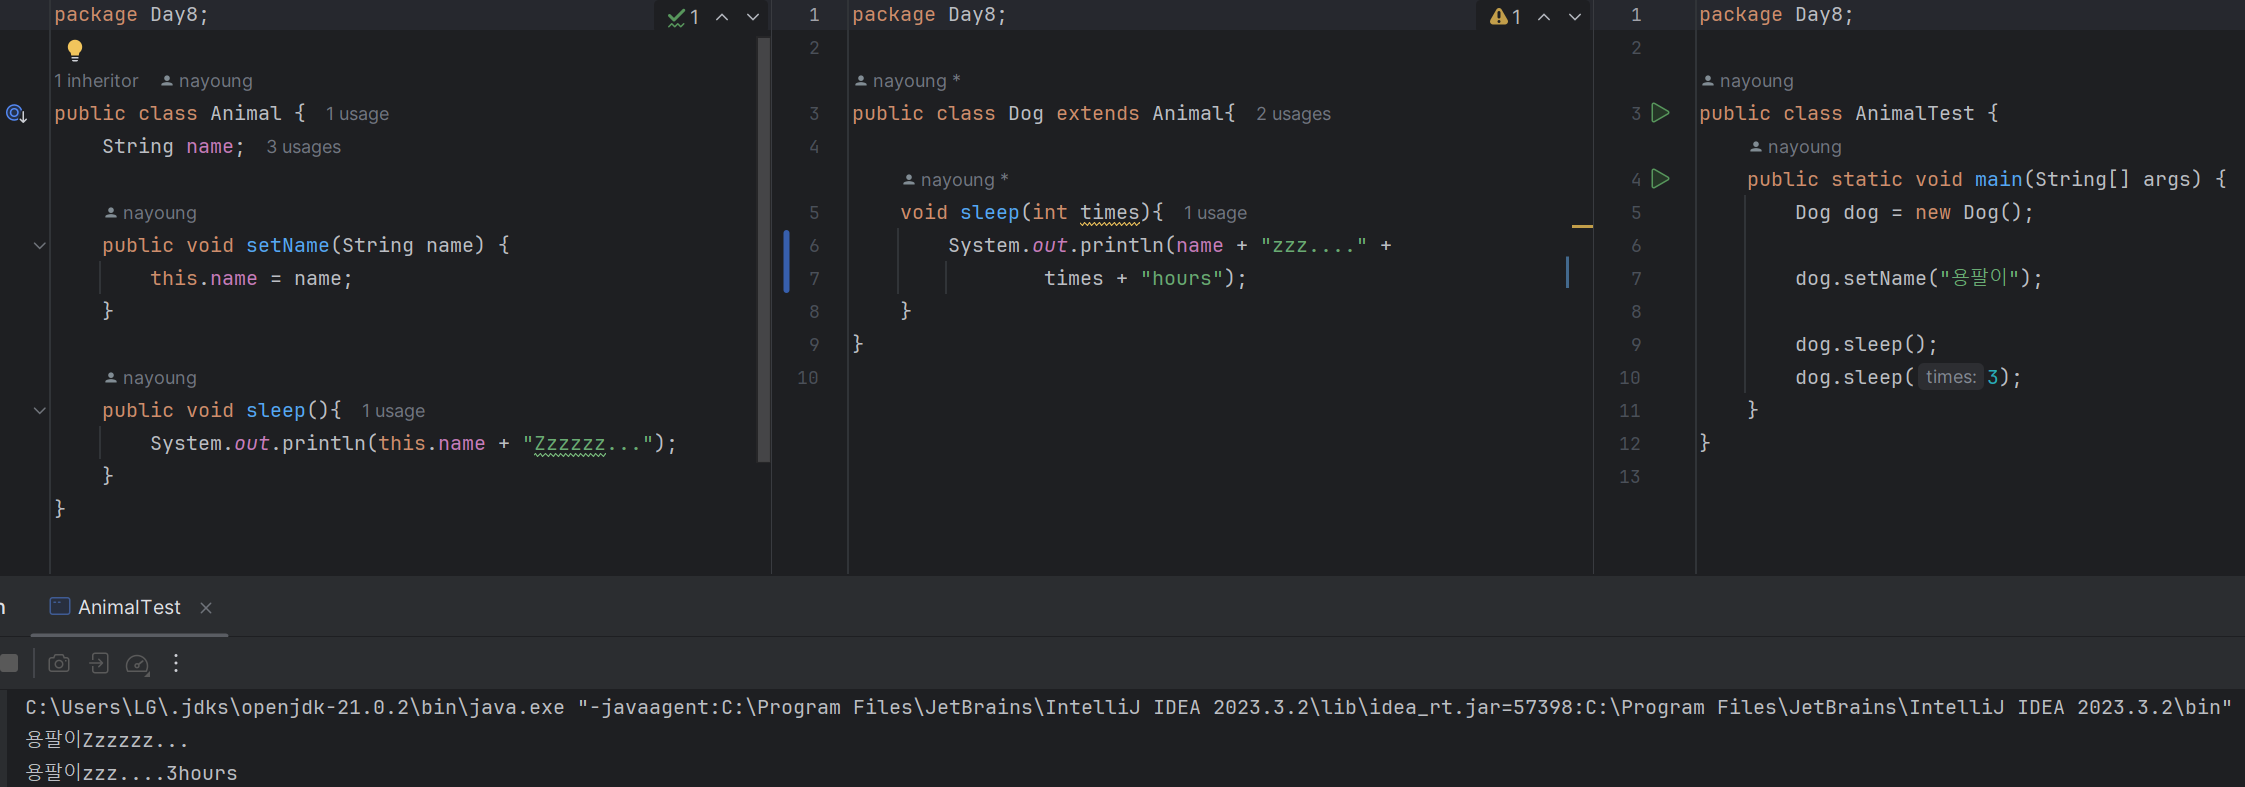 package Day8;
1
1 inheritor nayoung
public class Animal { 1 usage
String name; 3 usages
nayoung
public void setName(String name) {
this.name = name;
}
nayoung
public void sleep(){ 1 usage
System.out.println(this.name + "Zzzzzz...");
}
}
1 package Day8;
1
2
nayoung *
3 public class Dog extends Animal{ 2 usages
4
nayoung *
5 void sleep(int times){ 1 usage
6 System.out.println(name + "zzz...." +
7 times + "hours");
8 }
9 }
10
1 package Day8;
2
nayoung
3 public class AnimalTest {
nayoung
4 public static void main(String[] args) {
5 Dog dog = new Dog();
6
7 dog.setName("용팔이");
8
9 dog.sleep();
10 dog.sleep( times: 3);
11 }
12 }
13
AnimalTest
C:\Users\LG\.jdks\openjdk-21.0.2\bin\java.exe "-javaagent:C:\Program Files\JetBrains\IntelliJ IDEA 2023.3.2\lib\idea_rt.jar=57398:C:\Program Files\JetBrains\IntelliJ IDEA 2023.3.2\bin"
용팔이Zzzzzz...
용팔이zzz....3hours